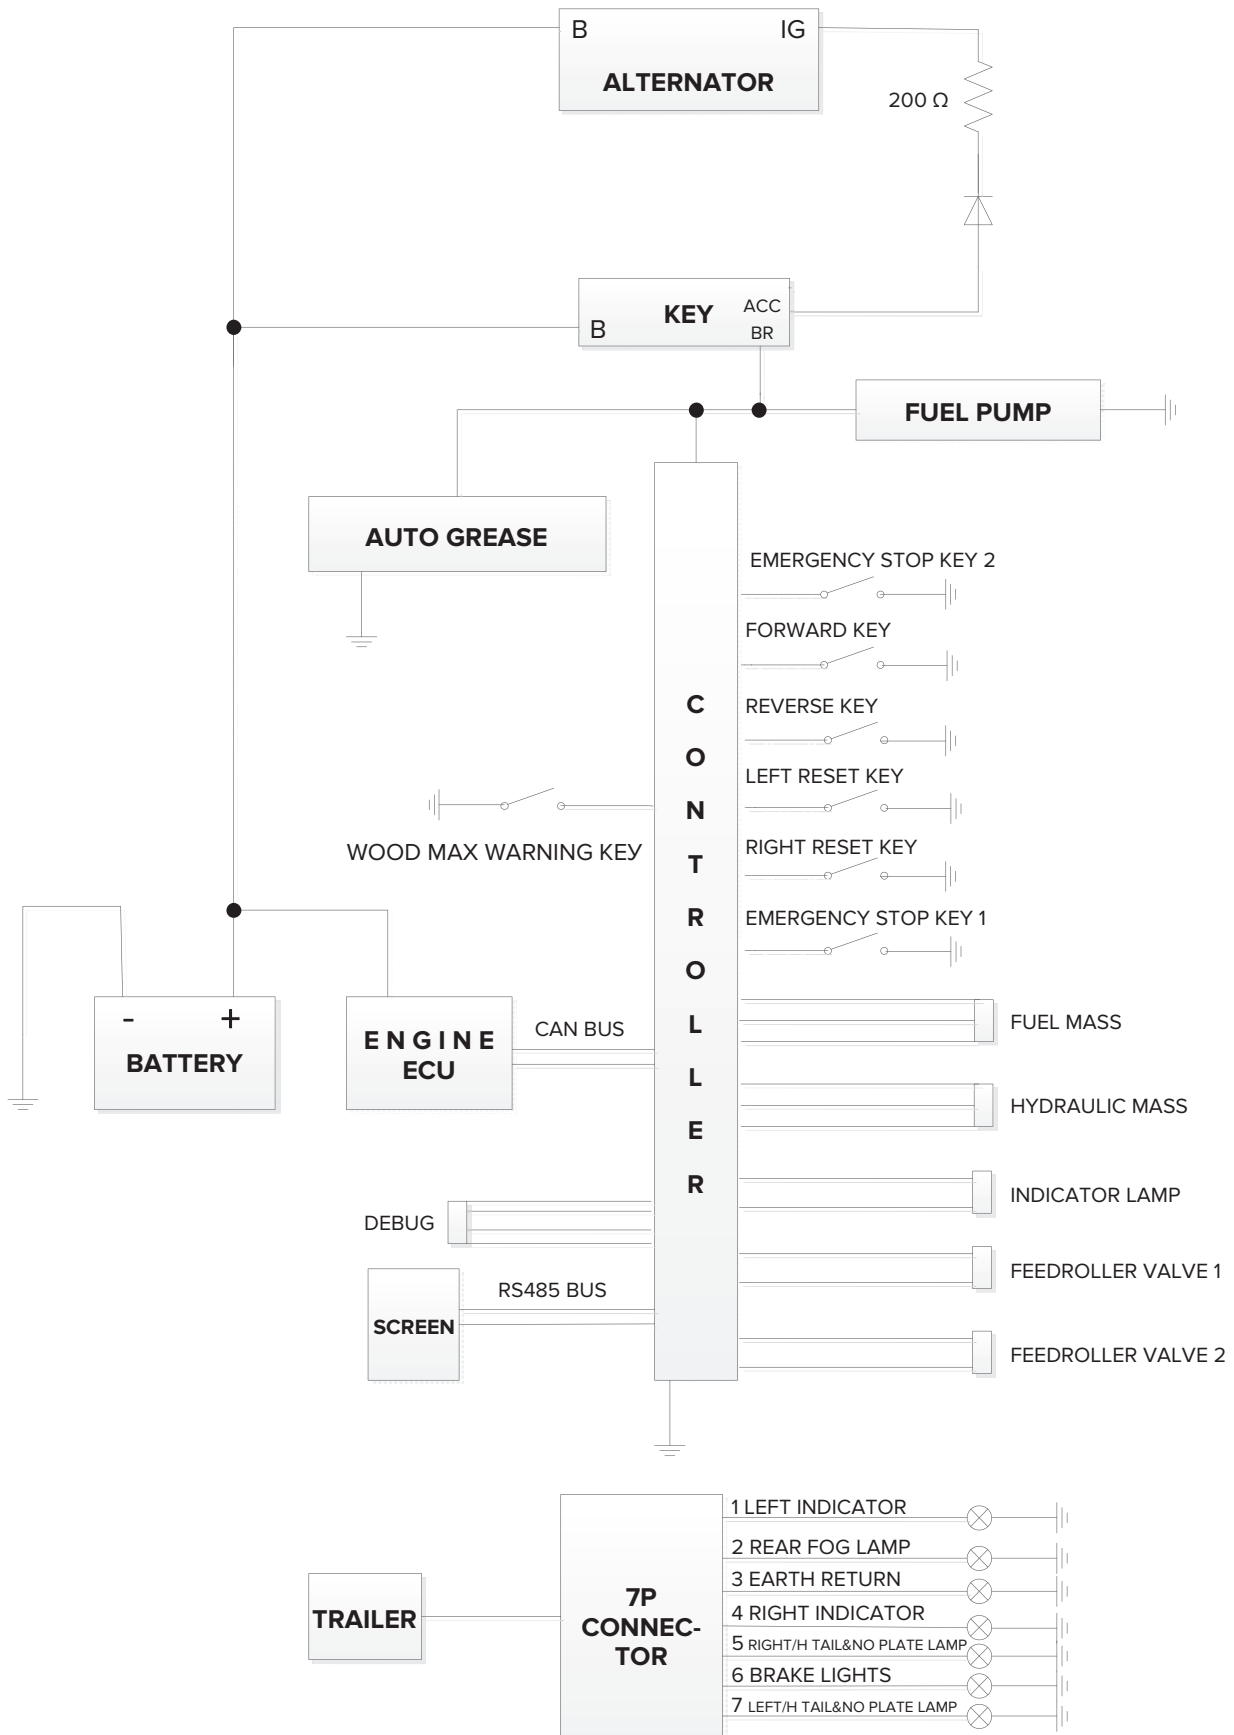 B IG
ALTERNATOR
200 Ω
KEY ACC
B BR
FUEL PUMP
AUTO GREASE
EMERGENCY STOP KEY 2
FORWARD KEY
REVERSE KEY
LEFT RESET KEY
RIGHT RESET KEY
EMERGENCY STOP KEY 1
WOOD MAX WARNING KEY
CONTROLLER
- +
BATTERY
ENGINE
ECU
CAN BUS
FUEL MASS
HYDRAULIC MASS
INDICATOR LAMP
FEEDROLLER VALVE 1
FEEDROLLER VALVE 2
DEBUG
RS485 BUS
SCREEN
TRAILER
7P
CONNEC-
TOR
1 LEFT INDICATOR
2 REAR FOG LAMP
3 EARTH RETURN
4 RIGHT INDICATOR
5 RIGHT/H TAIL&NO PLATE LAMP
6 BRAKE LIGHTS
7 LEFT/H TAIL&NO PLATE LAMP